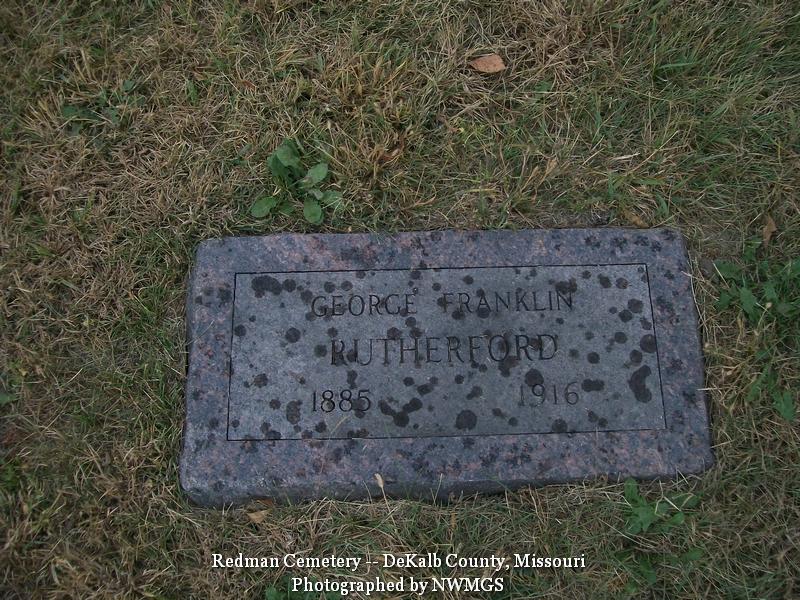 GEORGE FRANKLIN
RUTHERFORD
1885 1916
Redman Cemetery -- DeKalb County, Missouri
Photographed by NWMGS